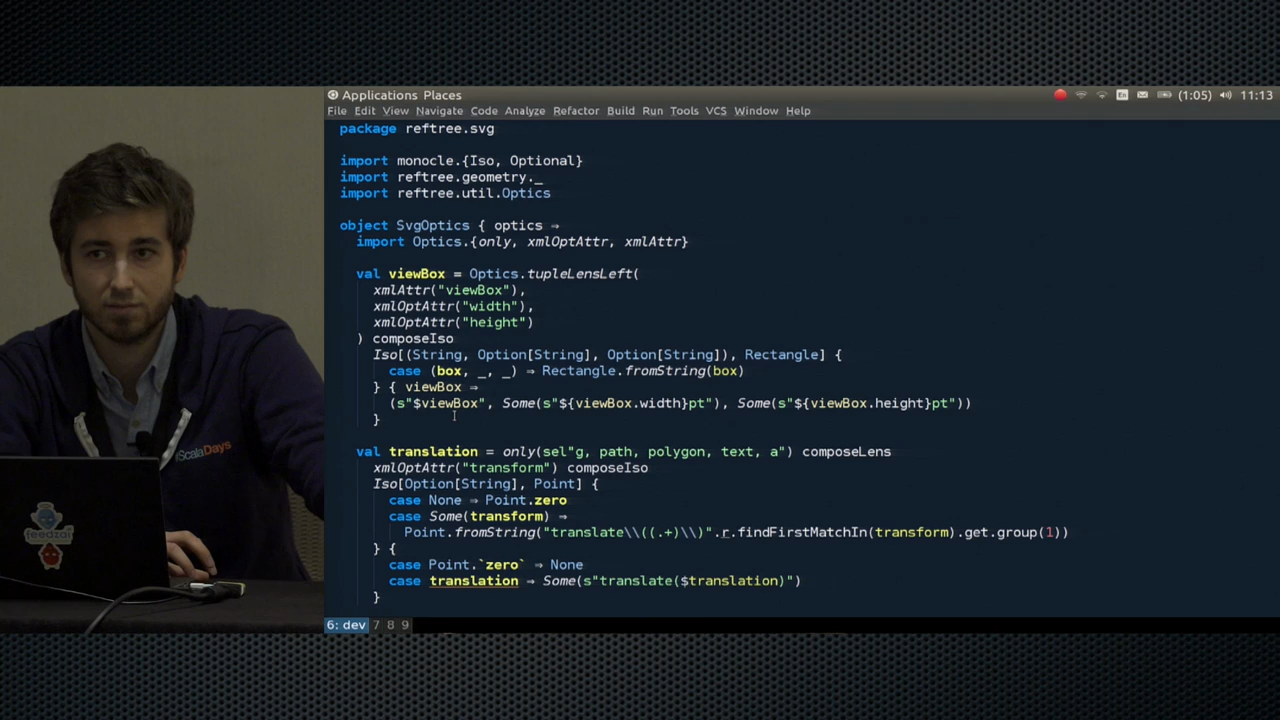 Applications Places
(1:05) 11:13
En
File Edit View Navigate Code Analyze Refactor Build Run Tools VCS Window Help
package reftree.svg
import monocle.{Iso, Optional}
import reftree.geometry._
import reftree.util.Optics
object SvgOptics { optics ⇒
import Optics.{only, xmlOptAttr, xmlAttr}
val viewBox = Optics.tupleLensLeft(
xmlAttr("viewBox"),
xmlOptAttr("width"),
xmlOptAttr("height")
) composeIso
Iso[(String, Option[String], Option[String]), Rectangle] {
case (box, _, _) ⇒ Rectangle.fromString(box)
} { viewBox ⇒
(s"$viewBox", Some(s"${viewBox.width}pt"), Some(s"${viewBox.height}pt"))
}
val translation = only(sel"g, path, polygon, text, a") composeLens
xmlOptAttr("transform") composeIso
Iso[Option[String], Point] {
case None ⇒ Point.zero
case Some(transform) ⇒
Point.fromString("translate\\((.+)\\)".r.findFirstMatchIn(transform).get.group(1))
} {
case Point.`zero` ⇒ None
case translation ⇒ Some(s"translate($translation)")
}
6: dev 7 8 9
ScalaDays
feedzai